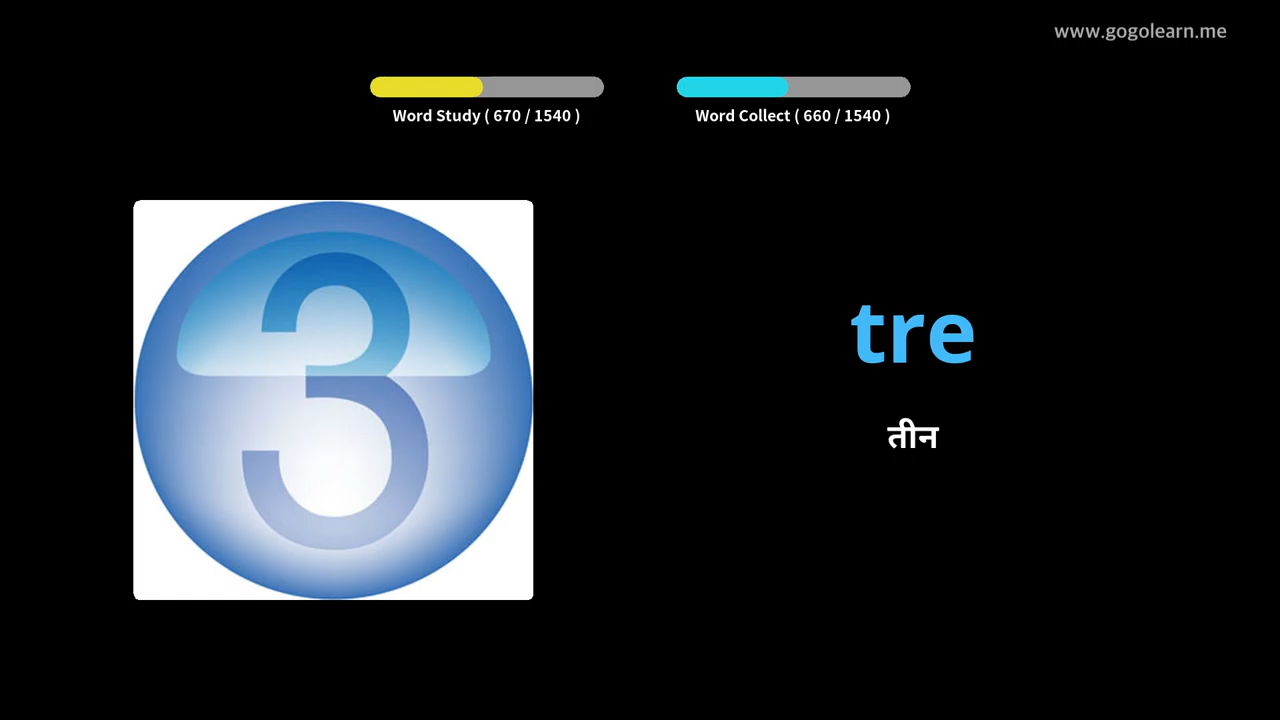 www.gogolearn.me
Word Study ( 670 / 1540 )
Word Collect ( 660 / 1540 )
3
tre
तीन